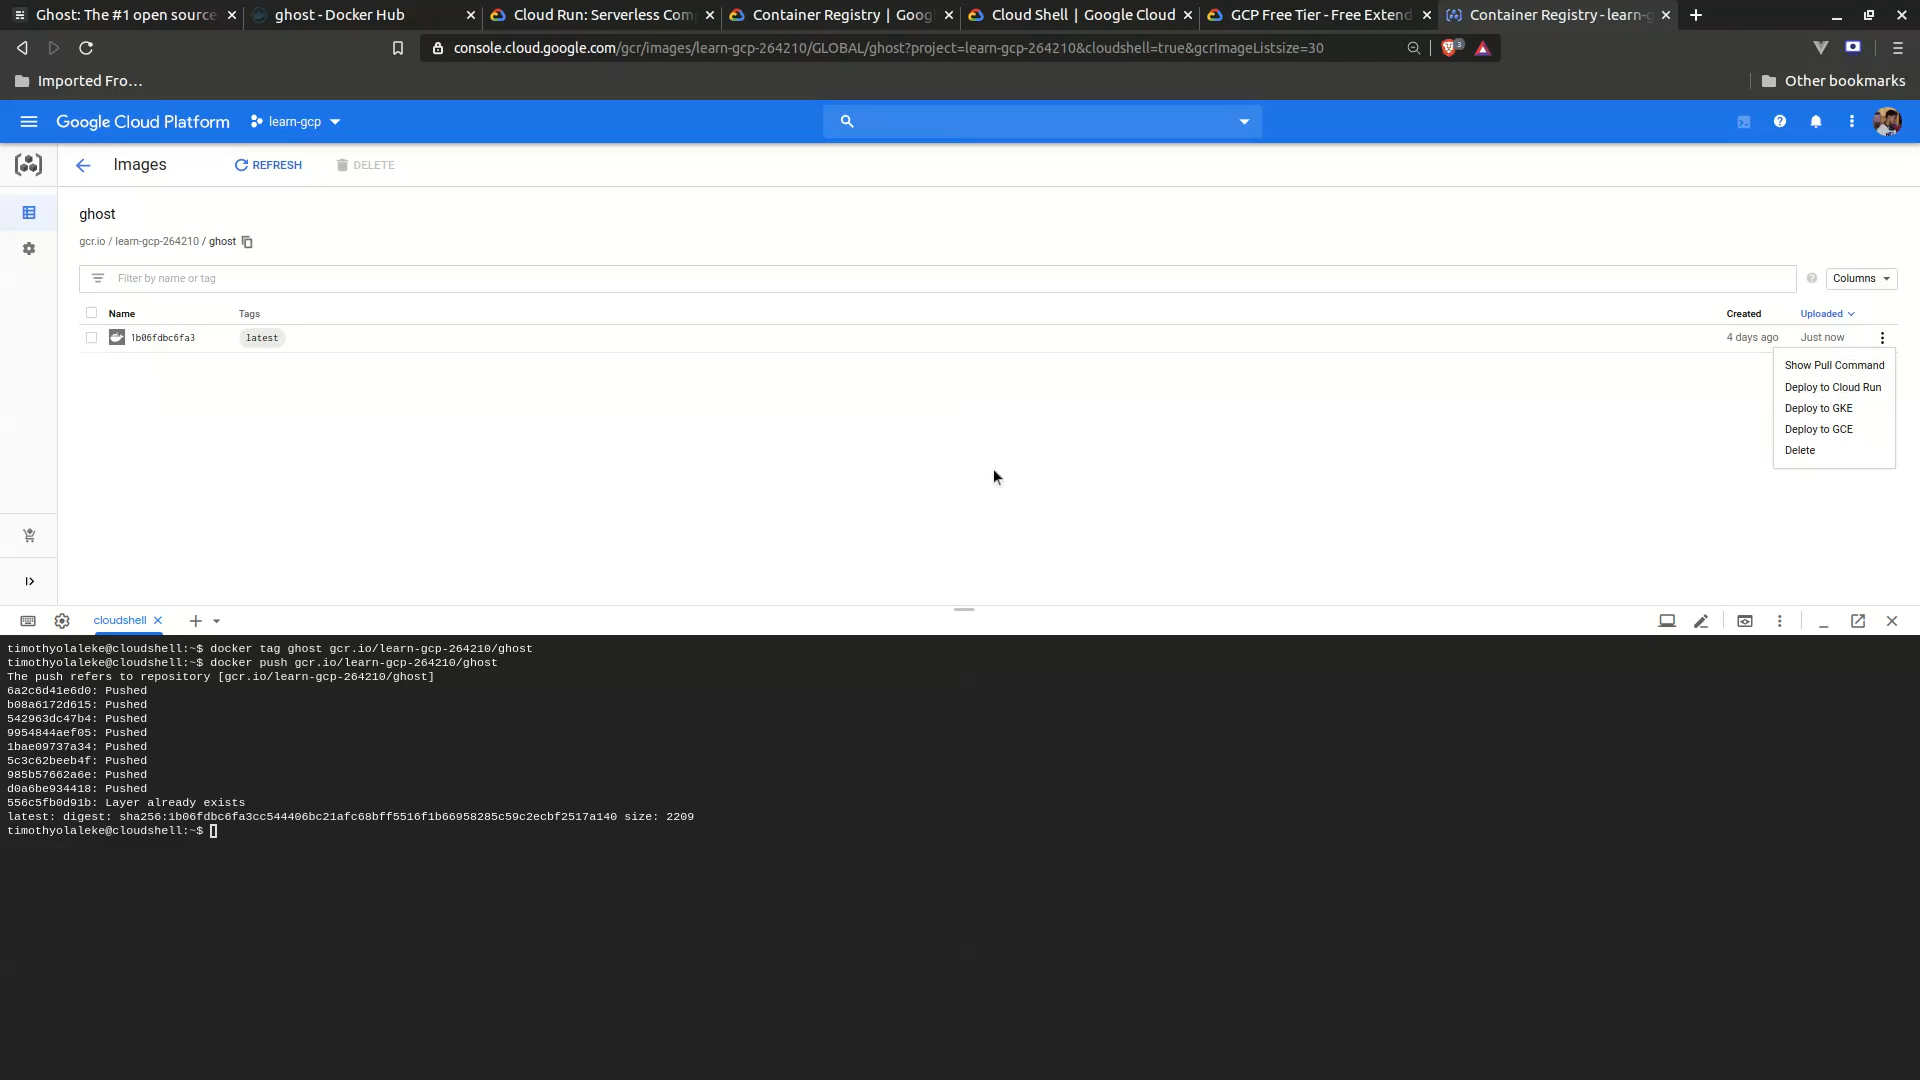 Ghost: The #1 open source
ghost - Docker Hub
Cloud Run: Serverless Com
Container Registry | Goog
Cloud Shell | Google Cloud
GCP Free Tier - Free Extend
Container Registry - learn-g
console.cloud.google.com/gcr/images/learn-gcp-264210/GLOBAL/ghost?project=learn-gcp-264210&cloudshell=true&gcrImageListsize=30
3
Imported Fro...
Other bookmarks
Google Cloud Platform
learn-gcp
Images
REFRESH
DELETE
ghost
gcr.io / learn-gcp-264210 / ghost
Filter by name or tag
Columns
Name Tags Created Uploaded
1b06fdbc6fa3 latest 4 days ago Just now
Show Pull Command
Deploy to Cloud Run
Deploy to GKE
Deploy to GCE
Delete
cloudshell
timothyolaleke@cloudshell:~$ docker tag ghost gcr.io/learn-gcp-264210/ghost
timothyolaleke@cloudshell:~$ docker push gcr.io/learn-gcp-264210/ghost
The push refers to repository [gcr.io/learn-gcp-264210/ghost]
6a2c6d41e6d0: Pushed
b08a6172d615: Pushed
542963dc47b4: Pushed
9954844aef05: Pushed
1bae09737a34: Pushed
5c3c62beeb4f: Pushed
985b57662a6e: Pushed
d0a6be934418: Pushed
556c5fb0d91b: Layer already exists
latest: digest: sha256:1b06fdbc6fa3cc544406bc21afc68bff5516f1b66958285c59c2ecbf2517a140 size: 2209
timothyolaleke@cloudshell:~$